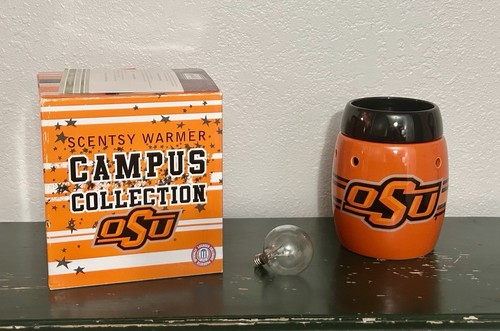 SCENTSY WARMER
CAMPUS
COLLECTION
OSU
OSU